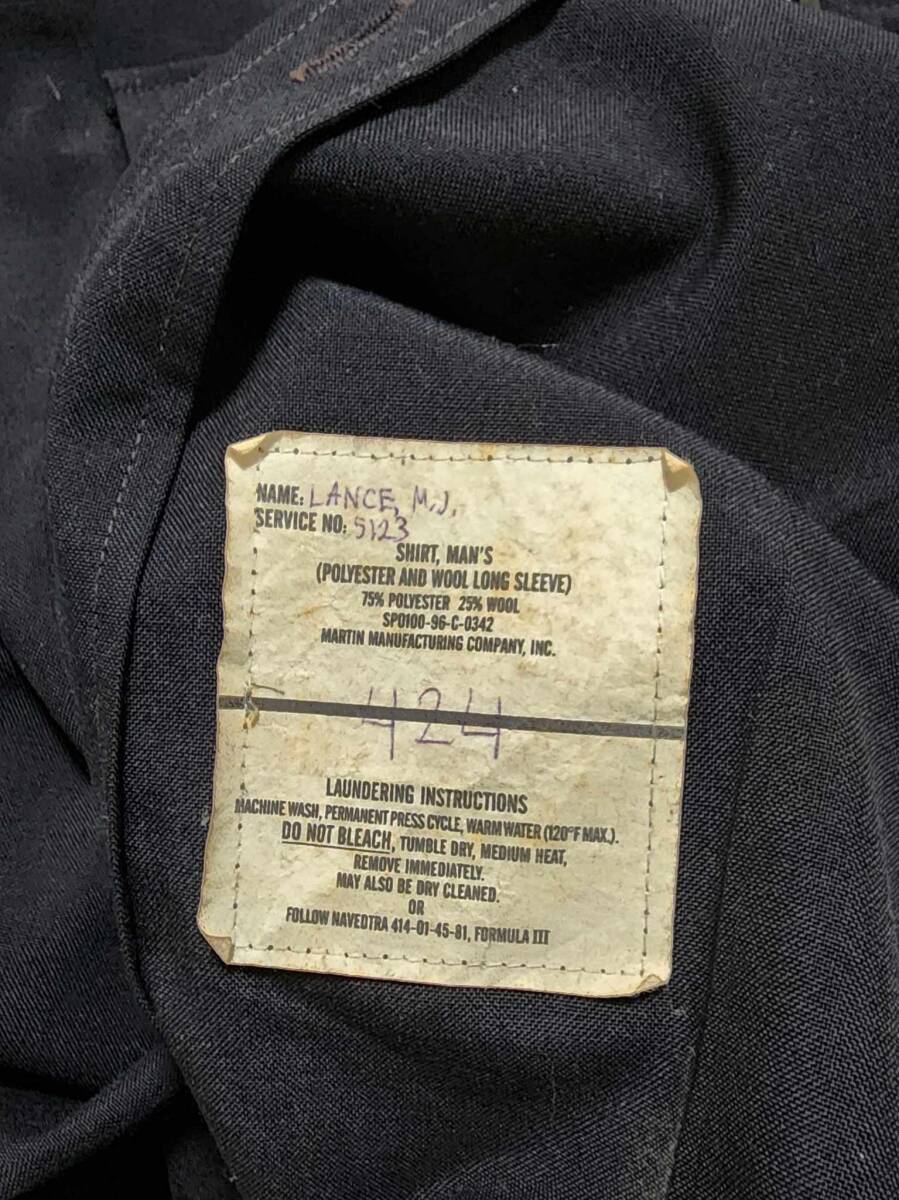 NAME: LANCE, M.J.
SERVICE NO: 5123
SHIRT, MAN'S
(POLYESTER AND WOOL LONG SLEEVE)
75% POLYESTER 25% WOOL
SPO100-96-C-0342
MARTIN MANUFACTURING COMPANY, INC.
424
LAUNDERING INSTRUCTIONS
MACHINE WASH, PERMANENT PRESS CYCLE, WARM WATER (120°F MAX.).
DO NOT BLEACH, TUMBLE DRY, MEDIUM HEAT,
REMOVE IMMEDIATELY.
MAY ALSO BE DRY CLEANED.
OR
FOLLOW NAVEDTRA 414-01-45-81, FORMULA III